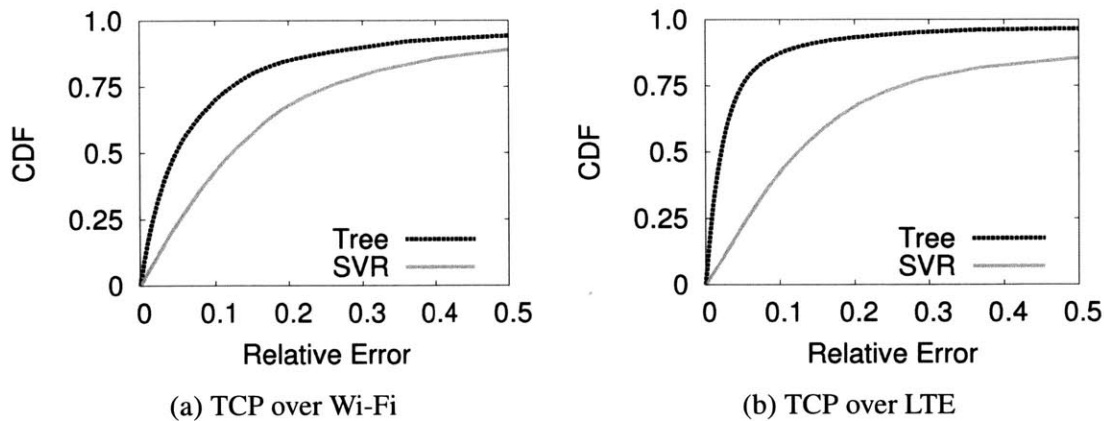 1.0
0.75
0.5
0.25
0
CDF
Tree
SVR
0 0.1 0.2 0.3 0.4 0.5
Relative Error
(a) TCP over Wi-Fi
1.0
0.75
0.5
0.25
0
CDF
Tree
SVR
0 0.1 0.2 0.3 0.4 0.5
Relative Error
(b) TCP over LTE